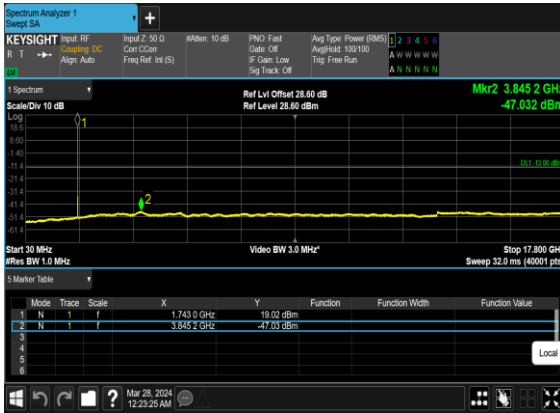 Spectrum Analyzer 1
Swept SA
+
KEYSIGHT Input: RF Input Z: 50 Ω #Atten: 10 dB PNO: Fast Avg Type: Power (RMS) 1 2 3 4 5 6
R T Coupling: DC Corr CCorr Gate: Off Avg|Hold: 100/100 A W W W W W
Align: Auto Freq Ref: Int (S) IF Gain: Low Trig: Free Run
Sig Track: Off A N N N N N
1 Spectrum
Ref Lvl Offset 28.60 dB Mkr2 3.845 2 GHz
Scale/Div 10 dB Ref Level 28.60 dBm -47.032 dBm
Log
18.6
8.60
-1.40
-11.4
-21.4
-31.4
-41.4
-51.4
-61.4
1
2
DL1 -13.00 dBm
Start 30 MHz Video BW 3.0 MHz* Stop 17.800 GHz
#Res BW 1.0 MHz Sweep 32.0 ms (40001 pts)
5 Marker Table
Mode Trace Scale X Y Function Function Width Function Value
1 N 1 f 1.743 0 GHz 19.02 dBm
2 N 1 f 3.845 2 GHz -47.03 dBm
3
4
5
6
Local
? Mar 28, 2024
12:23:25 AM